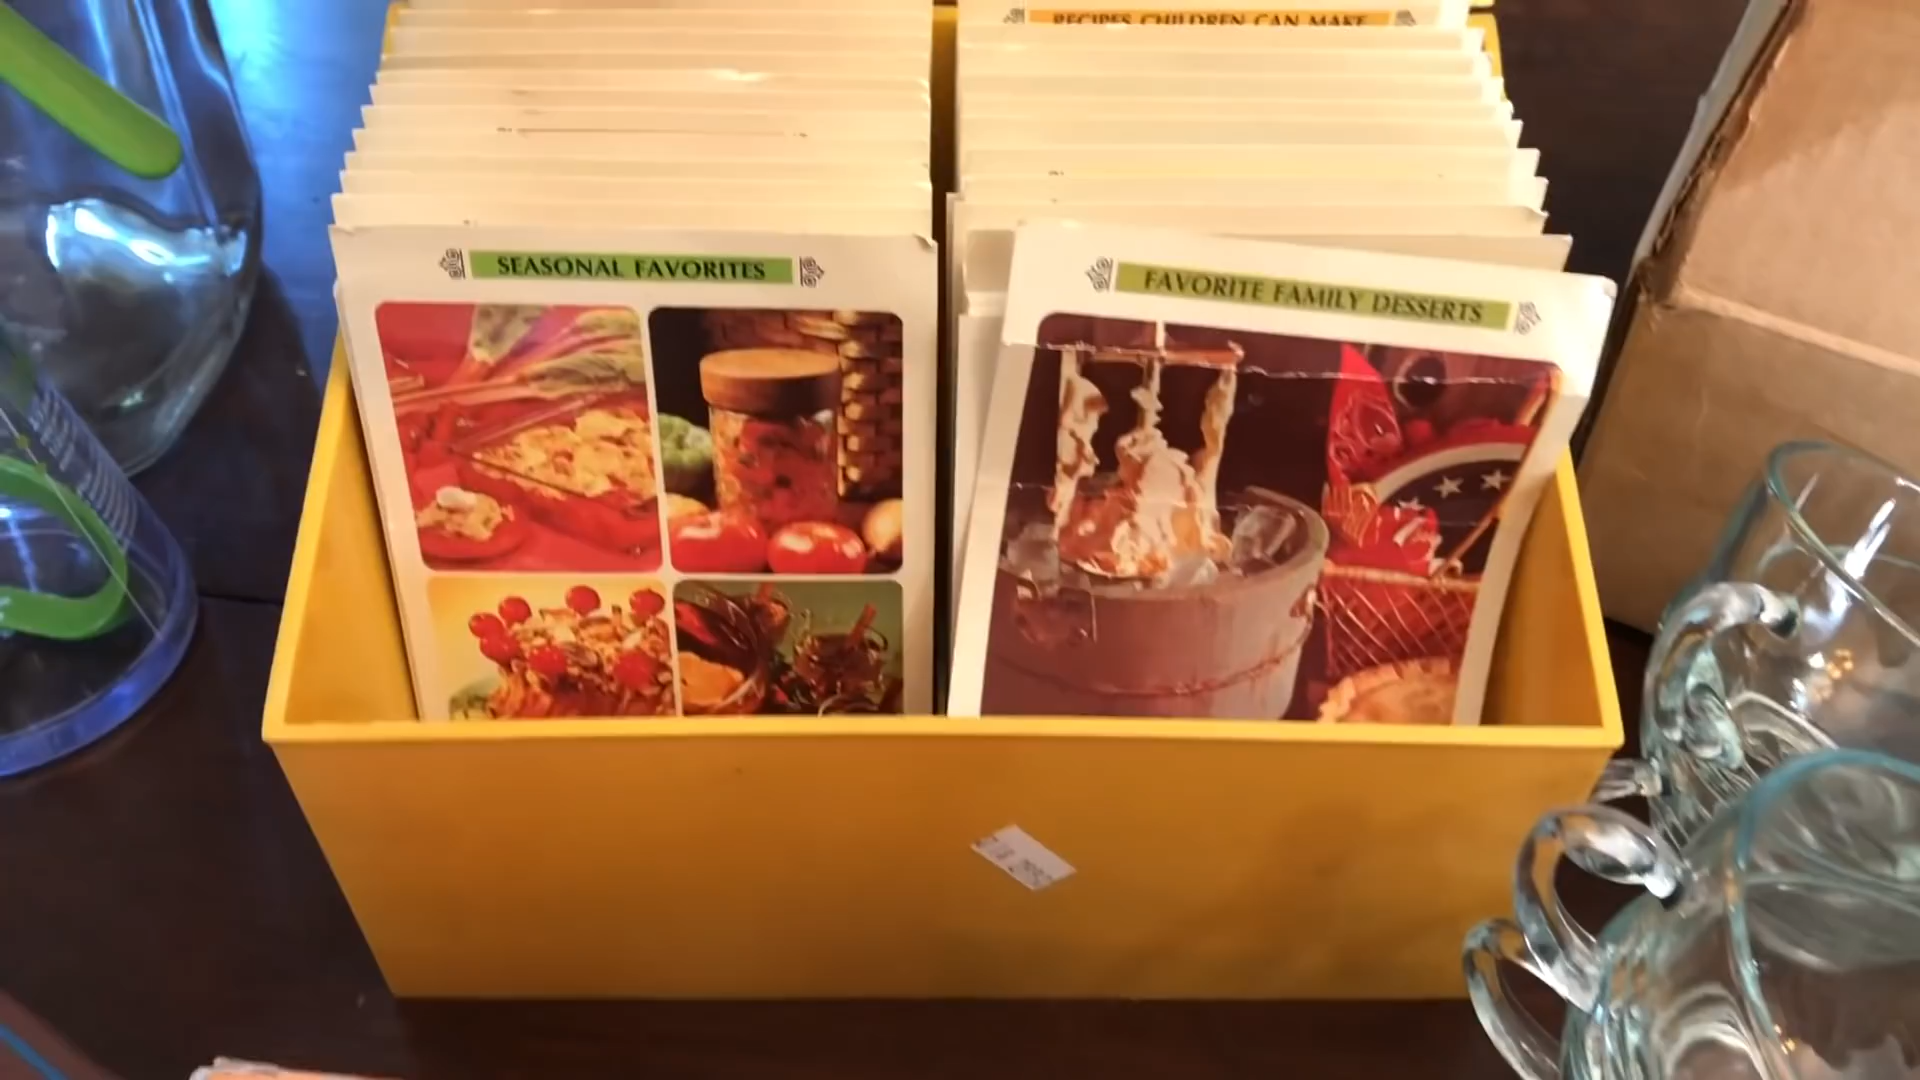 RECIPES CHILDREN CAN MAKE
SEASONAL FAVORITES
FAVORITE FAMILY DESSERTS